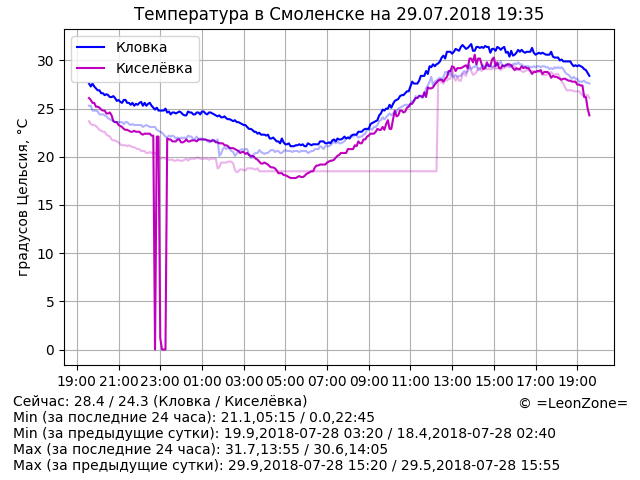 Температура в Смоленске на 29.07.2018 19:35
Кловка
Киселёвка
градусов Цельсия, °C
30
25
20
15
10
5
0
19:00 21:00 23:00 01:00 03:00 05:00 07:00 09:00 11:00 13:00 15:00 17:00 19:00
Сейчас: 28.4 / 24.3 (Кловка / Киселёвка)
© =LeonZone=
Min (за последние 24 часа): 21.1,05:15 / 0.0,22:45
Min (за предыдущие сутки): 19.9,2018-07-28 03:20 / 18.4,2018-07-28 02:40
Max (за последние 24 часа): 31.7,13:55 / 30.6,14:05
Max (за предыдущие сутки): 29.9,2018-07-28 15:20 / 29.5,2018-07-28 15:55